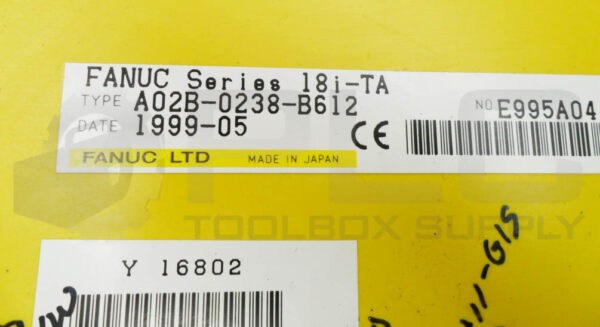 FANUC Series 18i-TA
TYPE A02B-0238-B612
NO E995A04
DATE 1999-05
CE
FANUC LTD MADE IN JAPAN
PLC
TOOLBOX SUPPLY
Y 16802